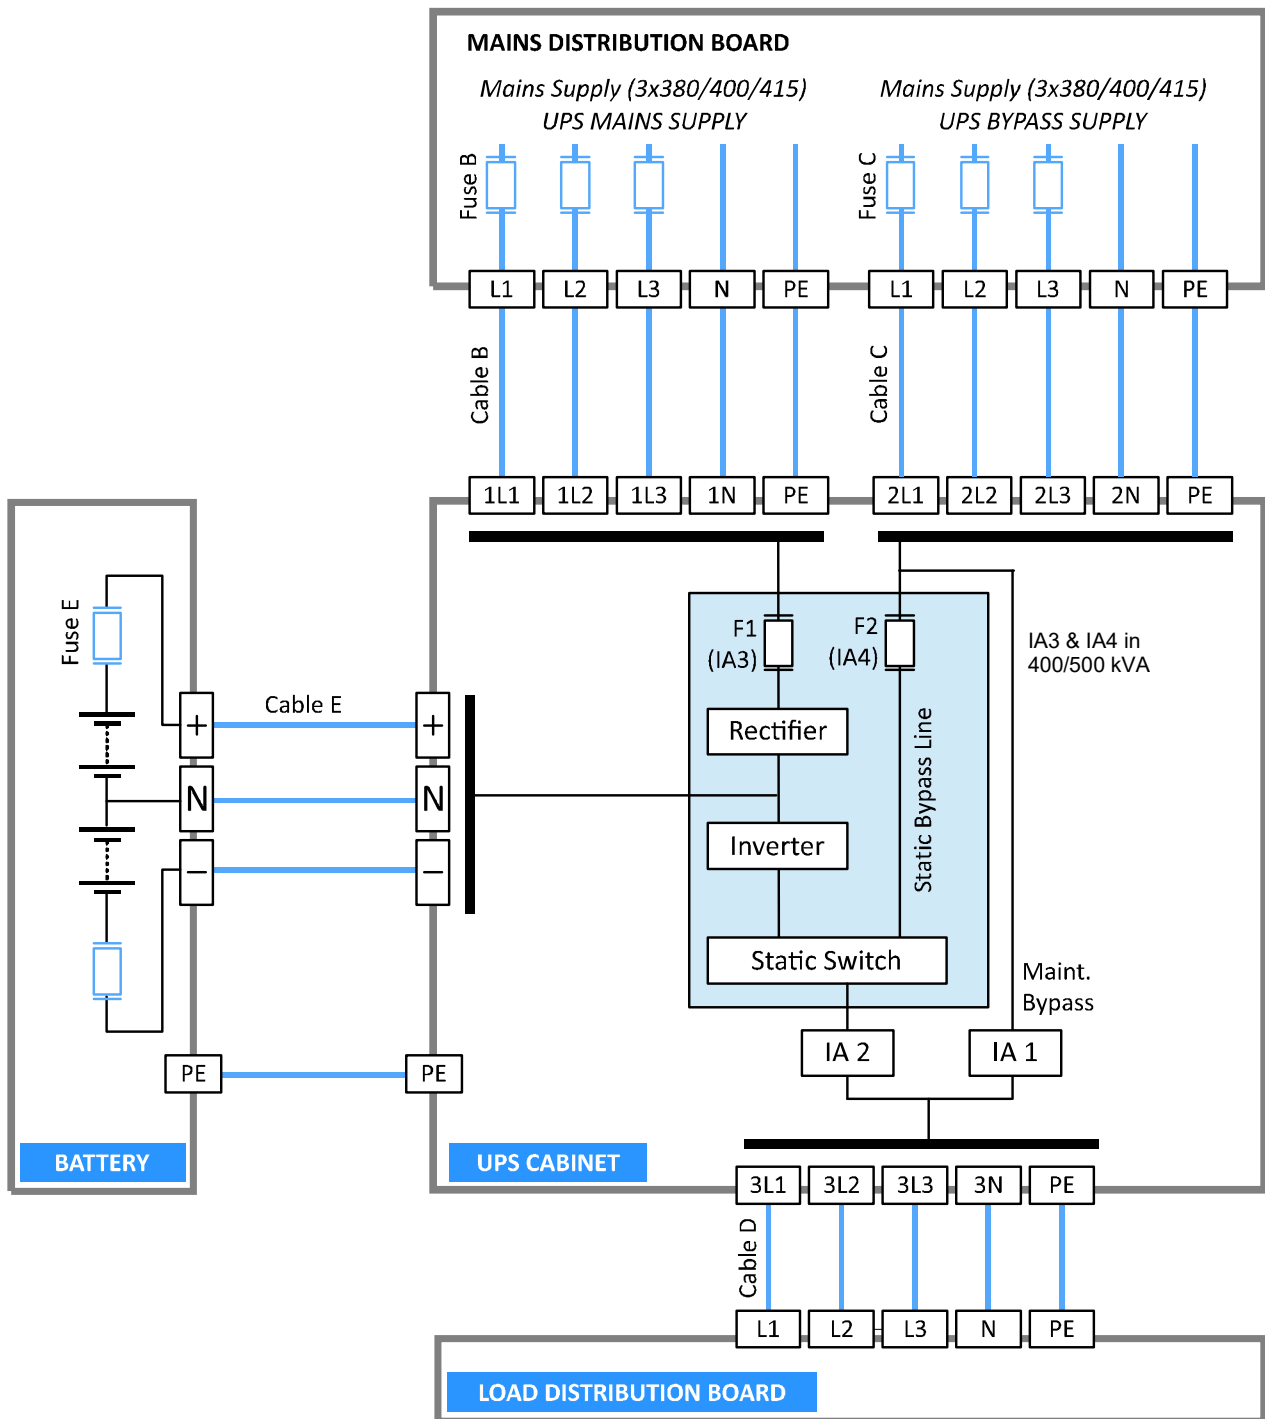 MAINS DISTRIBUTION BOARD
Mains Supply (3x380/400/415)
UPS MAINS SUPPLY
Mains Supply (3x380/400/415)
UPS BYPASS SUPPLY
Fuse B
Fuse C
L1 L2 L3 N PE
L1 L2 L3 N PE
Cable B
Cable C
1L1 1L2 1L3 1N PE
2L1 2L2 2L3 2N PE
Fuse E
F1
(IA3)
F2
(IA4)
IA3 & IA4 in
400/500 kVA
Cable E
+
+
Rectifier
Static Bypass Line
N
N
Inverter
−
−
Static Switch
Maint.
Bypass
IA 2
IA 1
PE
PE
BATTERY
UPS CABINET
3L1 3L2 3L3 3N PE
Cable D
L1 L2 L3 N PE
LOAD DISTRIBUTION BOARD